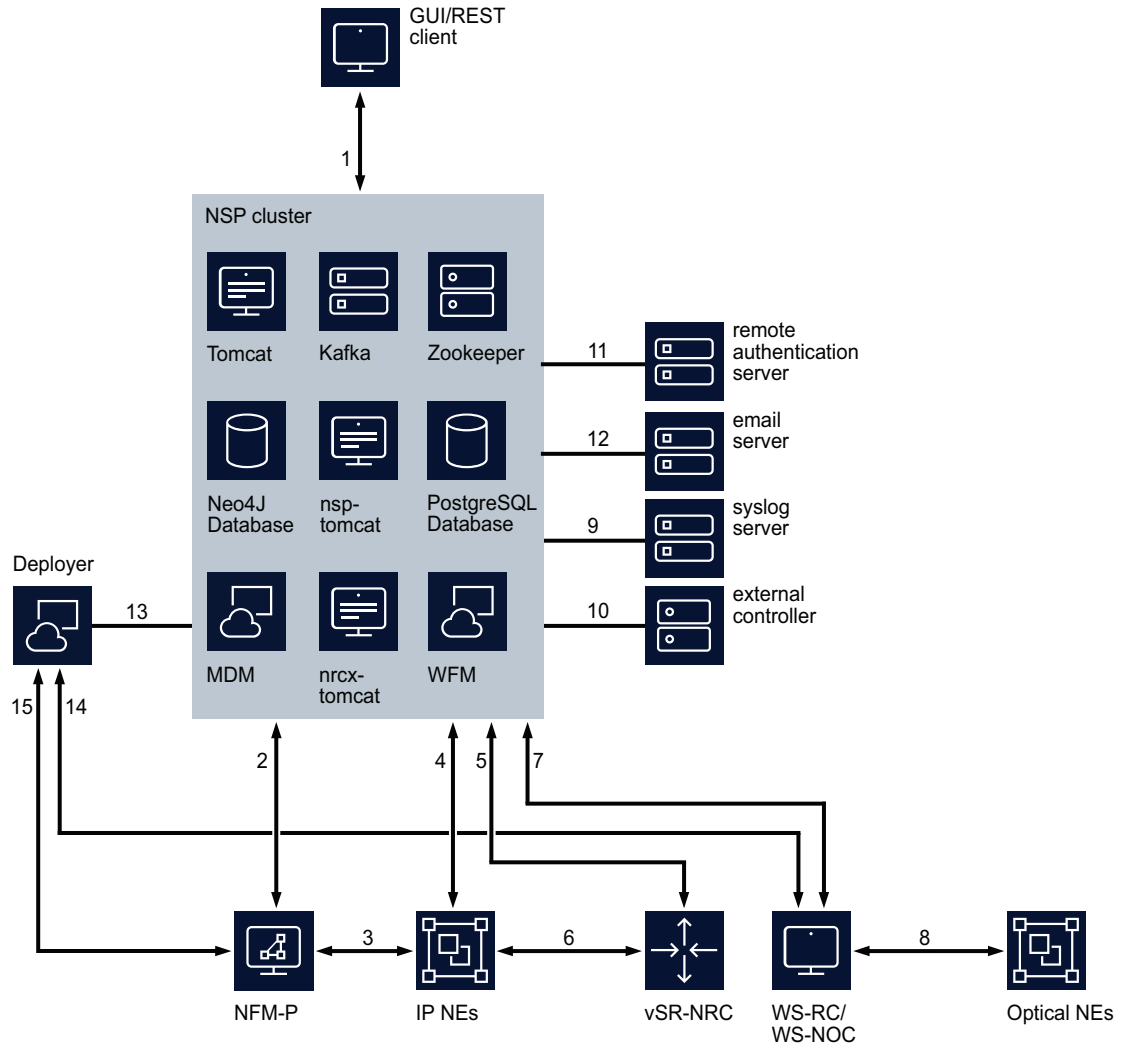 GUI/REST
client
1
NSP cluster
Tomcat
Kafka
Zookeeper
11
remote
authentication
server
Neo4J
Database
nsp-
tomcat
PostgreSQL
Database
12
email
server
9
syslog
server
Deployer
13
MDM
nrcx-
tomcat
WFM
10
external
controller
15
14
2
4
5
7
3
6
8
NFM-P
IP NEs
vSR-NRC
WS-RC/
WS-NOC
Optical NEs